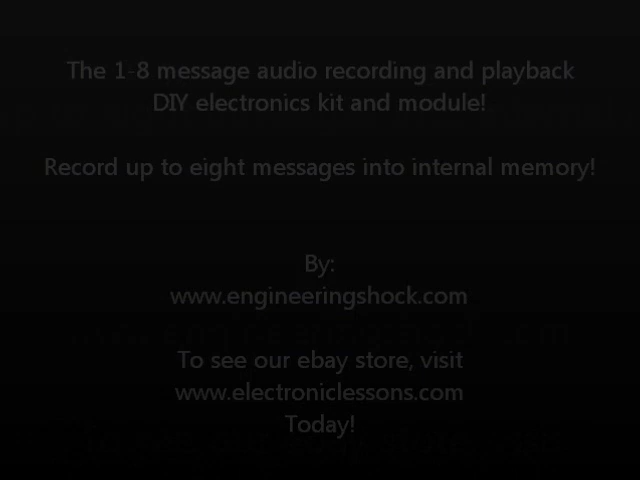 The 1-8 message audio recording and playback
DIY electronics kit and module!
Record up to eight messages into internal memory!
By:
www.engineeringshock.com
To see our ebay store, visit
www.electroniclessons.com
Today!